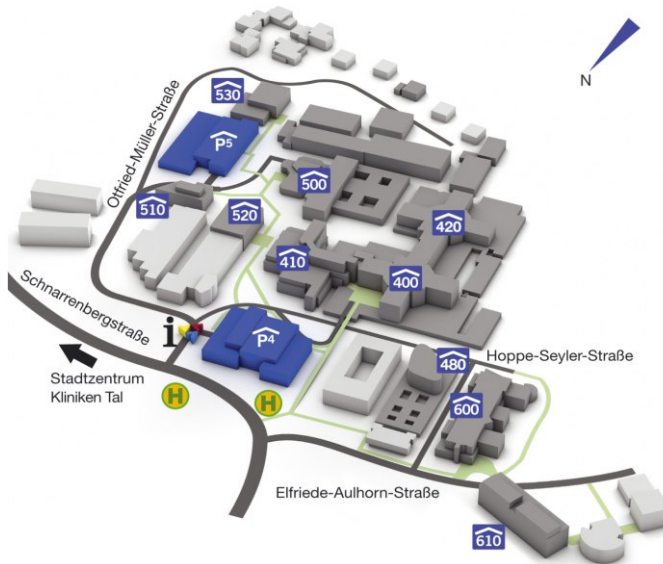 N
530
Otfried-Müller-Straße
P5
500
510
520
420
410
400
Schnarrenbergstraße
i
P4
Hoppe-Seyler-Straße
480
Stadtzentrum
Kliniken Tal
H
H
600
Elfriede-Aulhorn-Straße
610